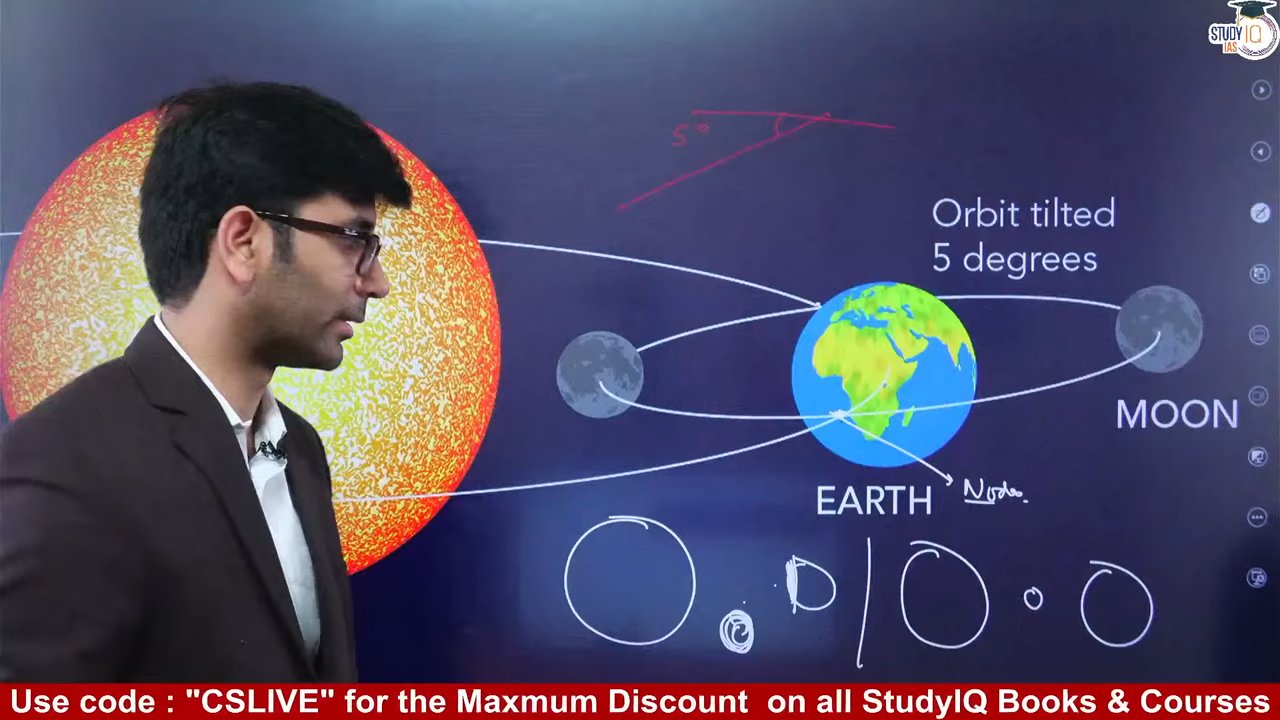 STUDY IQ
IAS
5°
Orbit tilted
5 degrees
MOON
EARTH
Node.
Use code : "CSLIVE" for the Maxmum Discount on all StudyIQ Books & Courses